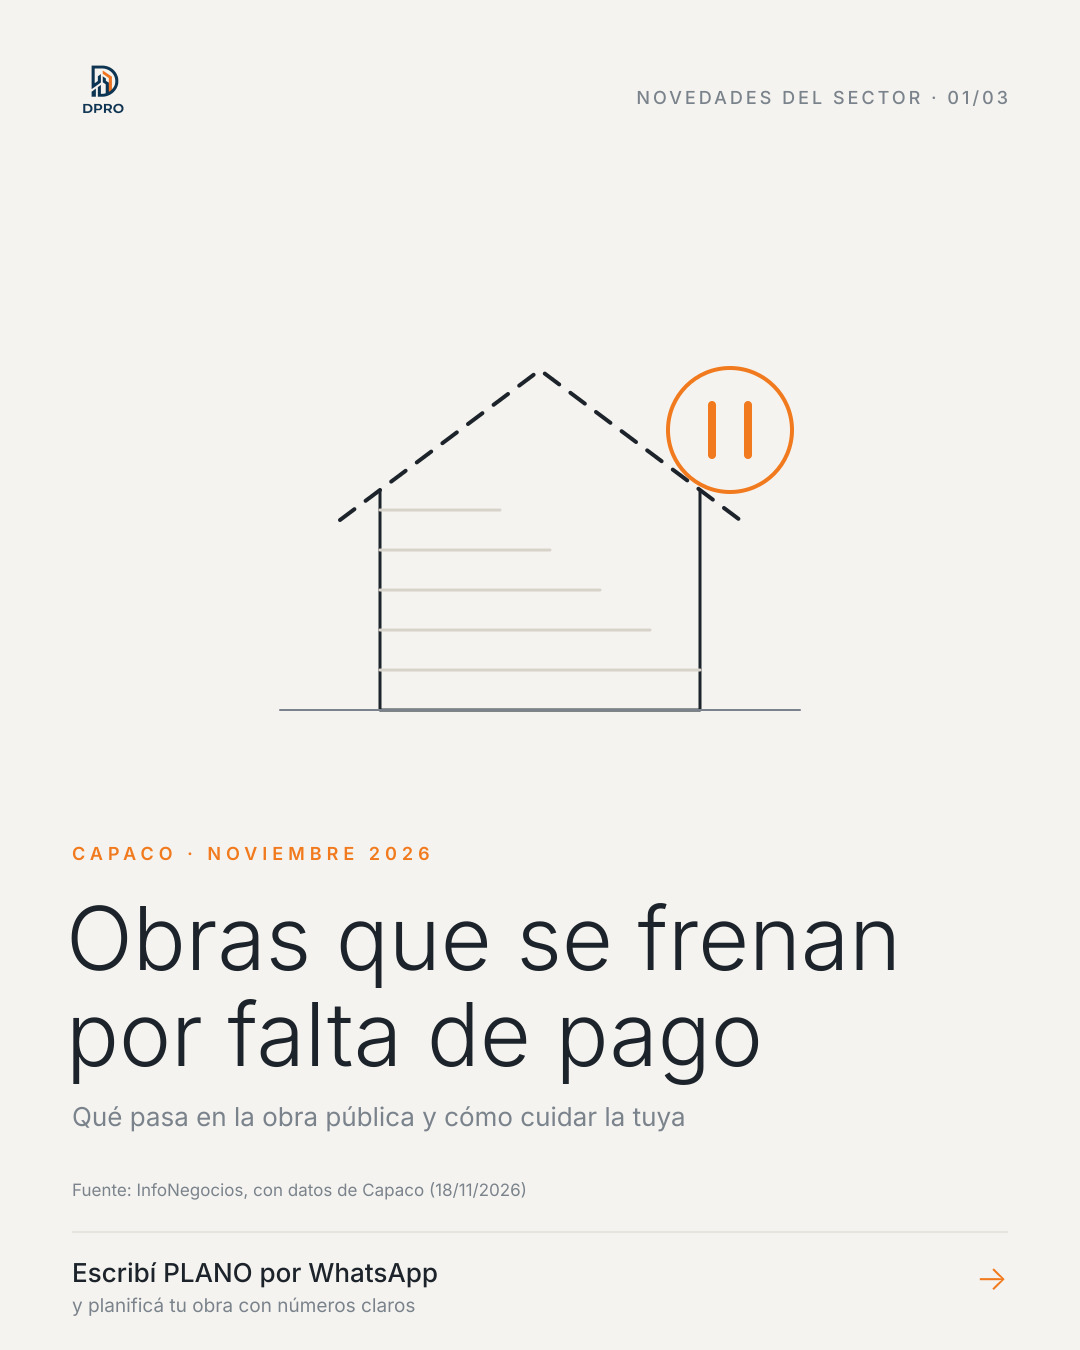 DPRO
NOVEDADES DEL SECTOR · 01/03
CAPACO · NOVIEMBRE 2026
Obras que se frenan
por falta de pago
Qué pasa en la obra pública y cómo cuidar la tuya
Fuente: InfoNegocios, con datos de Capaco (18/11/2026)
Escribí PLANO por WhatsApp
y planificá tu obra con números claros